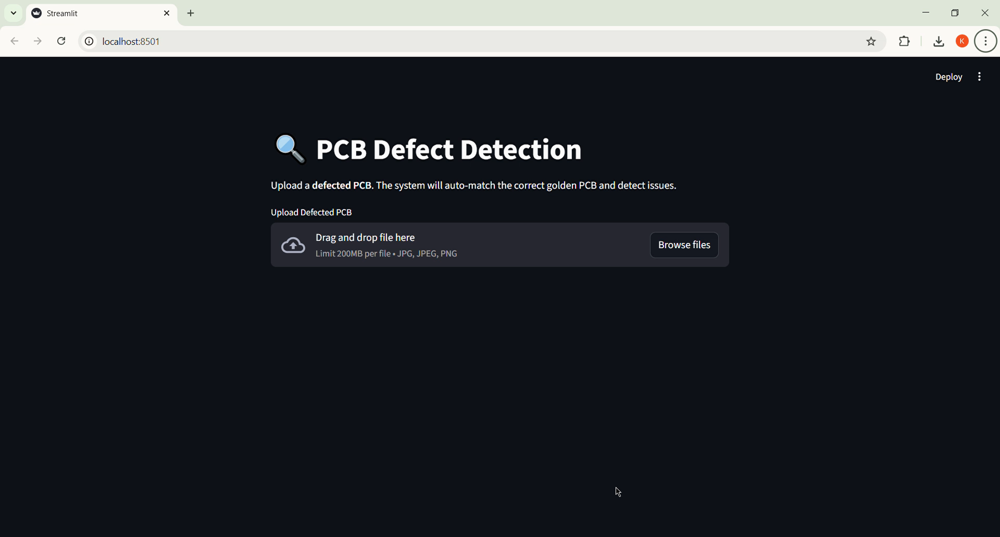 Streamlit
localhost:8501
K
Deploy
PCB Defect Detection
Upload a defected PCB. The system will auto-match the correct golden PCB and detect issues.
Upload Defected PCB
Drag and drop file here
Limit 200MB per file • JPG, JPEG, PNG
Browse files